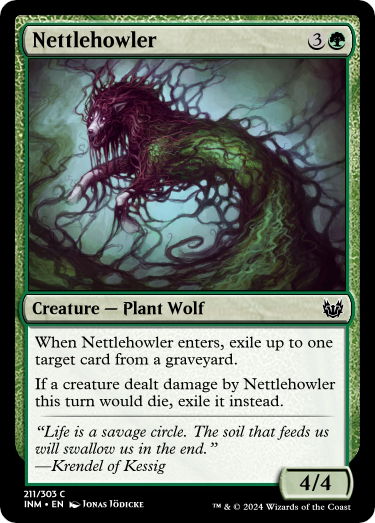 Nettlehowler 3
Creature — Plant Wolf
When Nettlehowler enters, exile up to one
target card from a graveyard.
If a creature dealt damage by Nettlehowler
this turn would die, exile it instead.
“Life is a savage circle. The soil that feeds us
will swallow us in the end.”
—Krendel of Kessig
4/4
211/303 C
INM • EN Jonas Jödicke
™ & © 2024 Wizards of the Coast